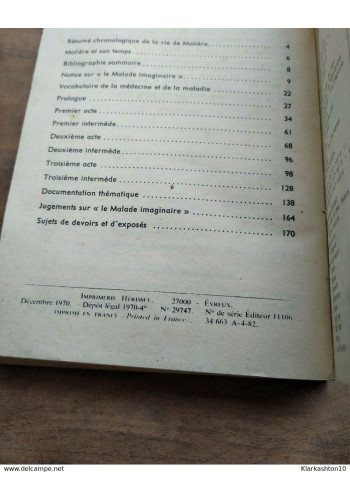 Résumé chronologique de la vie de Molière 4
Molière et son temps 6
Bibliographie sommaire 8
Notice sur « le Malade imaginaire » 9
Vocabulaire de la médecine et de la maladie 22
Prologue 27
Premier acte 34
Premier intermède 61
Deuxième acte 68
Deuxième intermède 96
Troisième acte 98
Troisième intermède 128
Documentation thématique 138
Jugements sur « le Malade imaginaire » 164
Sujets de devoirs et d'exposés 170
IMPRIMERIE HÉRISSEY. 27000 - ÉVREUX.
Décembre 1970. Dépôt légal 1970-4e N° 29747. N° de série Éditeur 11106.
IMPRIMÉ EN FRANCE (Printed in France). 34 663 A-4-82.
www.delcampe.net
Klarkashton10